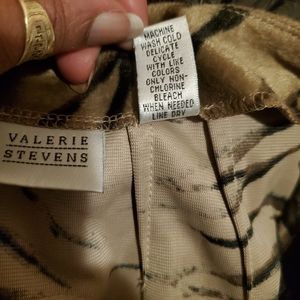 MACHINE
WASH COLD
DELICATE
CYCLE
WITH LIKE
COLORS
ONLY NON-
CHLORINE
BLEACH
WHEN NEEDED
LINE DRY
VALERIE
STEVENS